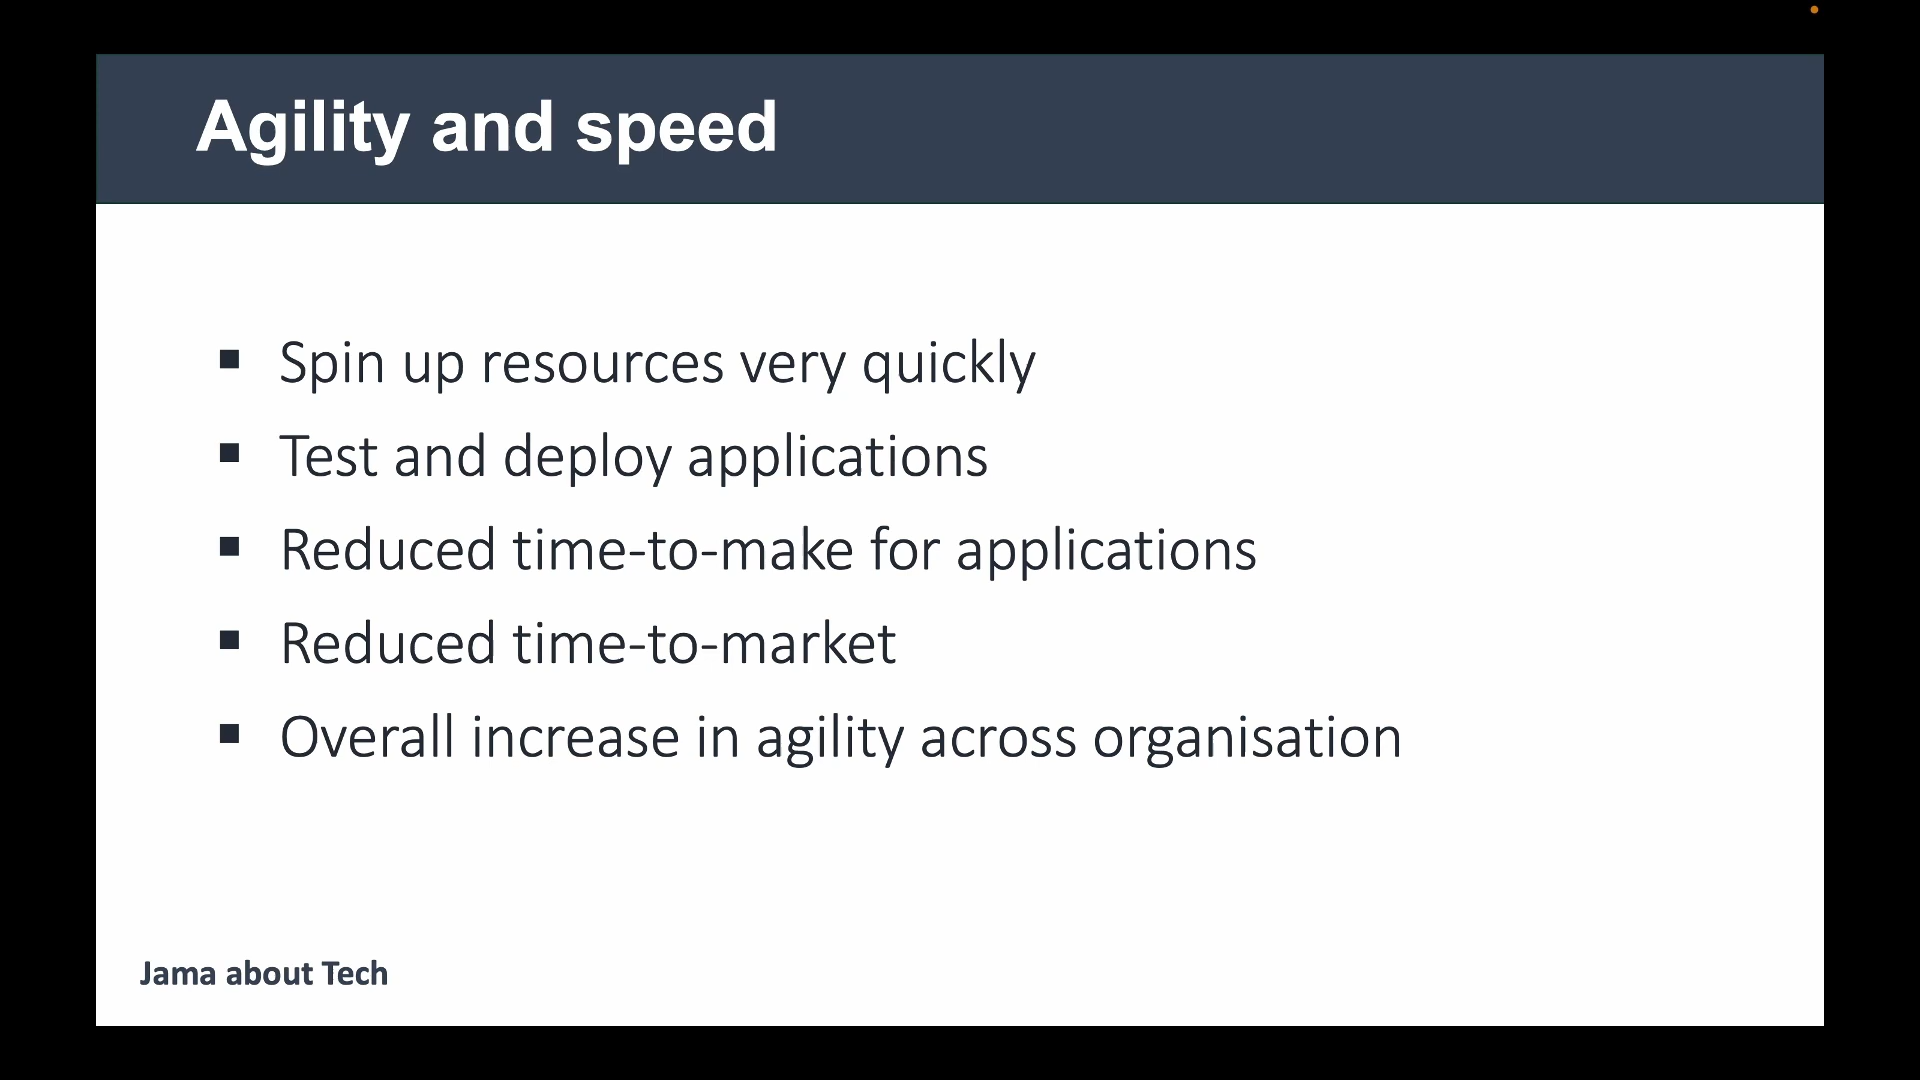 Agility and speed
▪ Spin up resources very quickly
▪ Test and deploy applications
▪ Reduced time-to-make for applications
▪ Reduced time-to-market
▪ Overall increase in agility across organisation
Jama about Tech